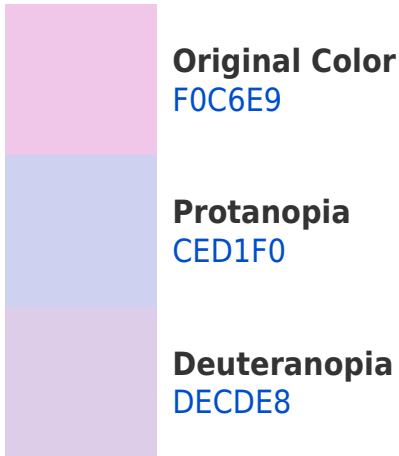 Original Color
F0C6E9
Protanopia
CED1F0
Deuteranopia
DECDE8